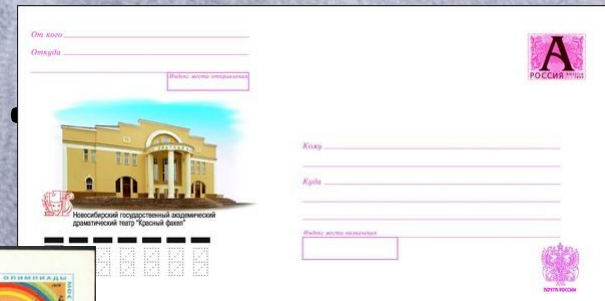 От кого
Откуда
Индекс места отправления
А
РОССИЯ
Новосибирский государственный академический
драматический театр "Красный факел"
Кому
Куда
Индекс места назначения
ПОЧТА РОССИИ
ОЛИМПИАДЫ